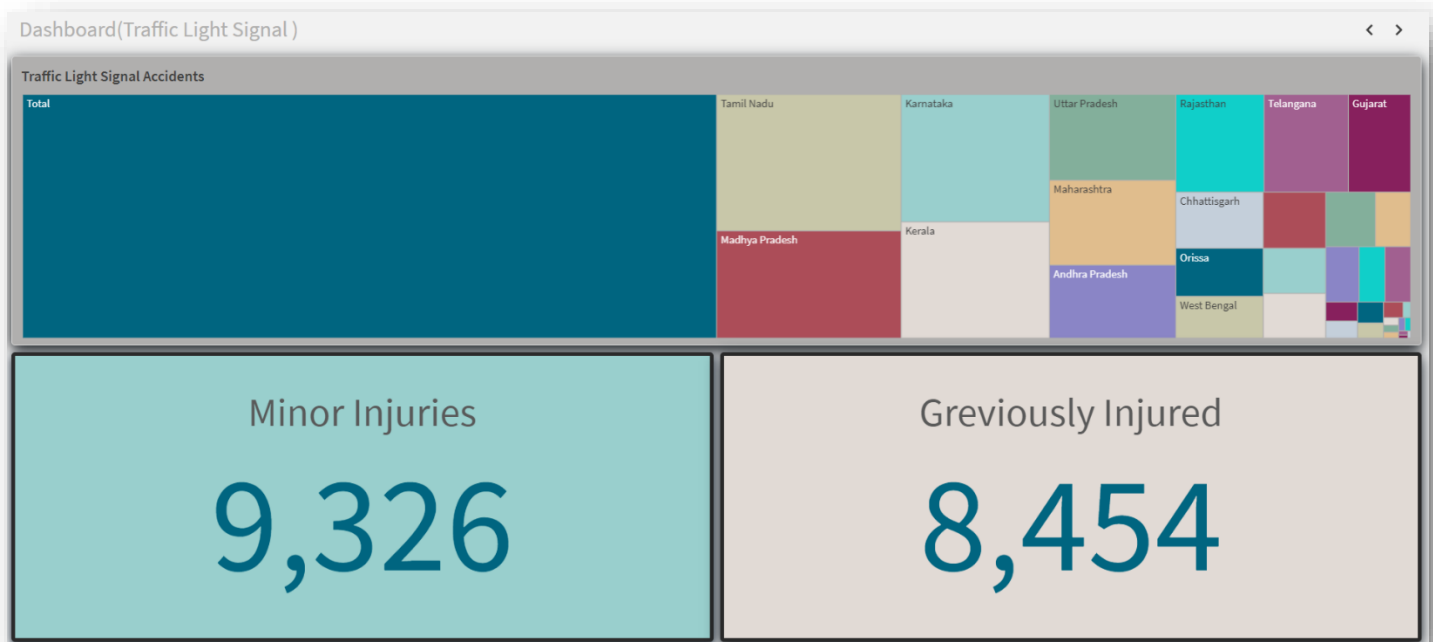 Dashboard(Traffic Light Signal )
Traffic Light Signal Accidents
Total
Tamil Nadu
Karnataka
Uttar Pradesh
Rajasthan
Telangana
Gujarat
Maharashtra
Chhattisgarh
Kerala
Madhya Pradesh
Orissa
Andhra Pradesh
West Bengal
Minor Injuries
Greviously Injured
9,326
8,454